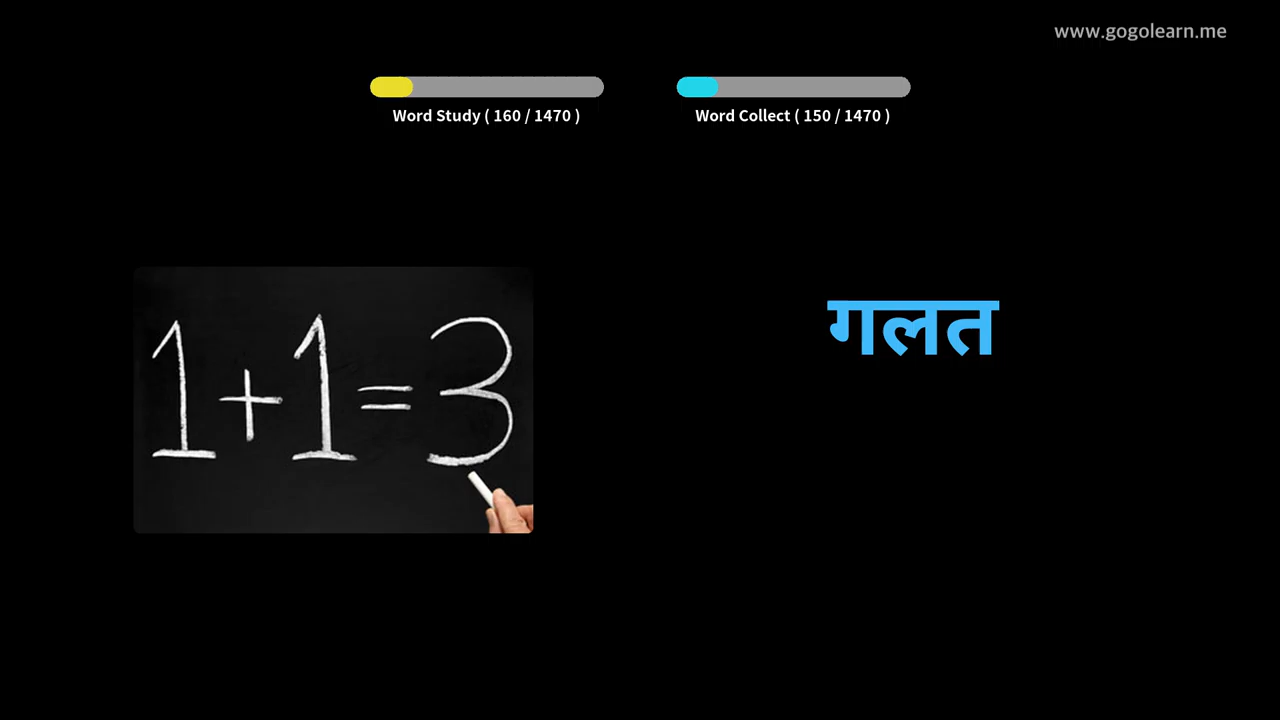 www.gogolearn.me
Word Study ( 160 / 1470 )
Word Collect ( 150 / 1470 )
1+1=3
गलत